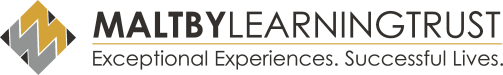 MALTBYLEARNINGTRUST
Exceptional Experiences. Successful Lives.